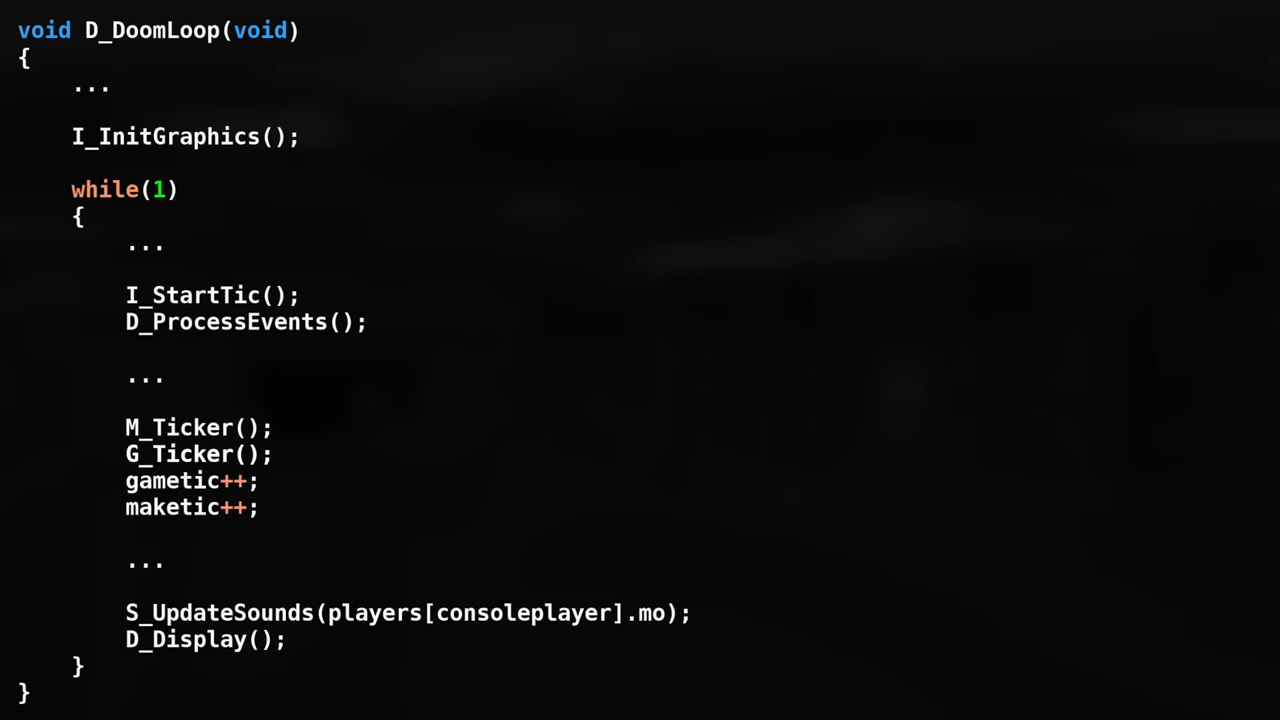 void D_DoomLoop(void)
{
    ...
    I_InitGraphics();
    while(1)
    {
        ...
        I_StartTic();
        D_ProcessEvents();
        ...
        M_Ticker();
        G_Ticker();
        gametic++;
        maketic++;
        ...
        S_UpdateSounds(players[consoleplayer].mo);
        D_Display();
    }
}